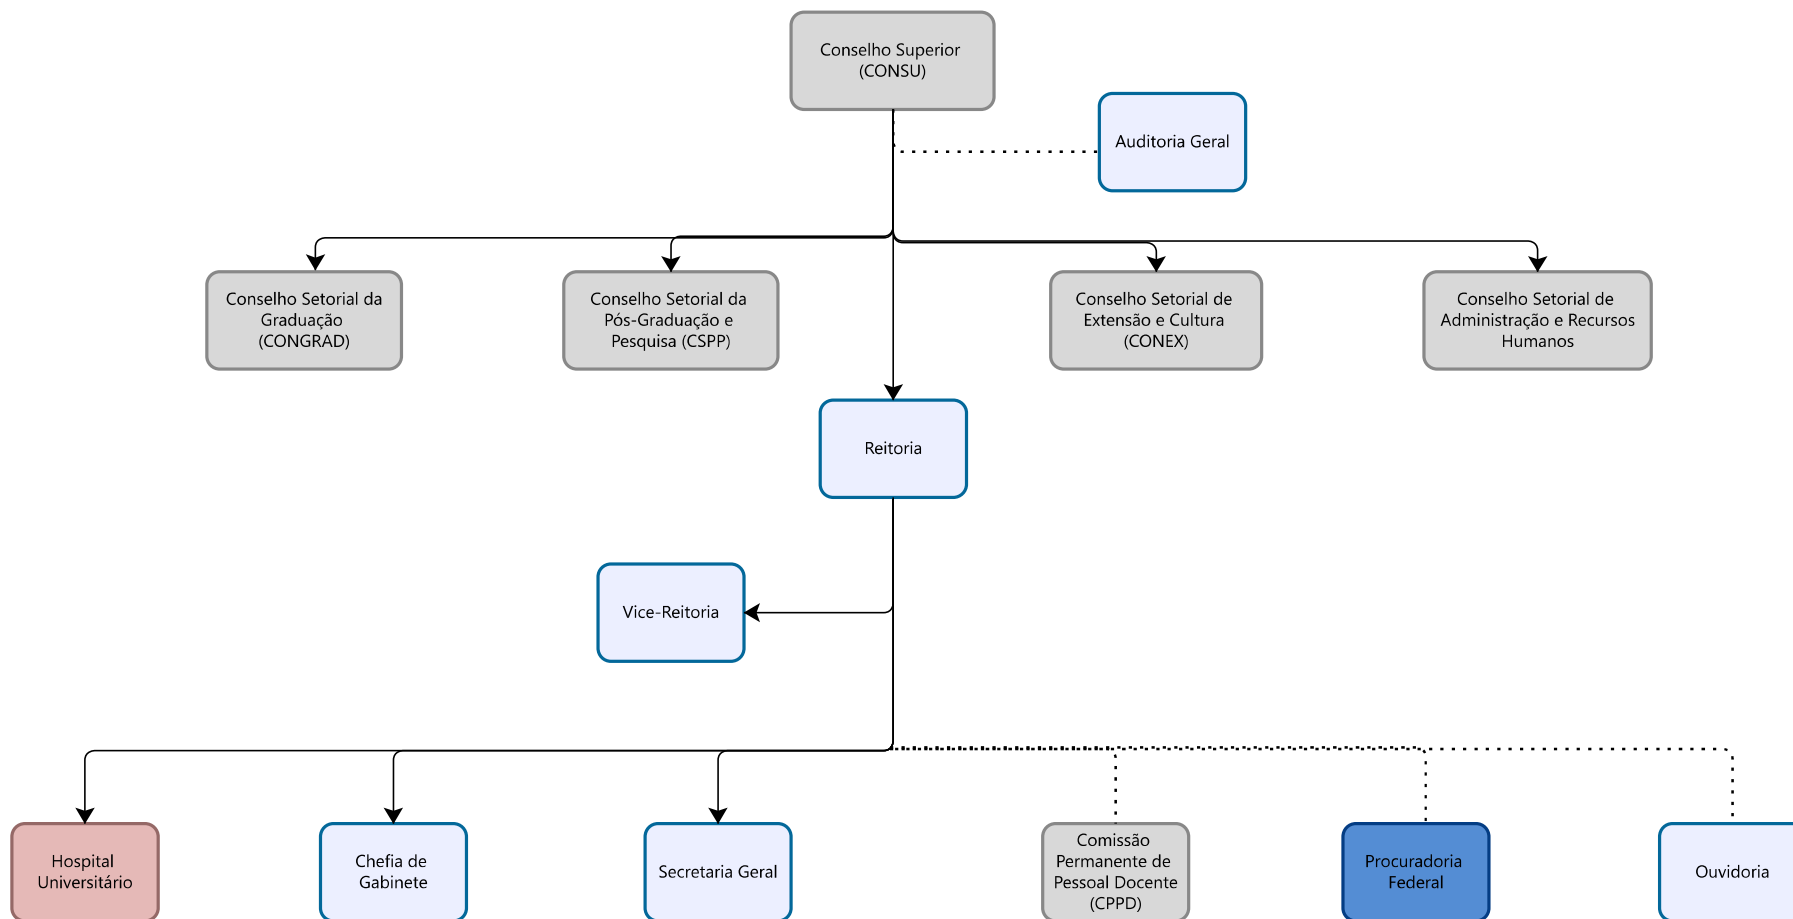 Conselho Superior
(CONSU)
Auditoria Geral
Conselho Setorial da
Graduação
(CONGRAD)
Conselho Setorial da
Pós-Graduação e
Pesquisa (CSPP)
Conselho Setorial de
Extensão e Cultura
(CONEX)
Conselho Setorial de
Administração e Recursos
Humanos
Reitoria
Vice-Reitoria
Hospital
Universitário
Chefia de
Gabinete
Secretaria Geral
Comissão
Permanente de
Pessoal Docente
(CPPD)
Procuradoria
Federal
Ouvidoria